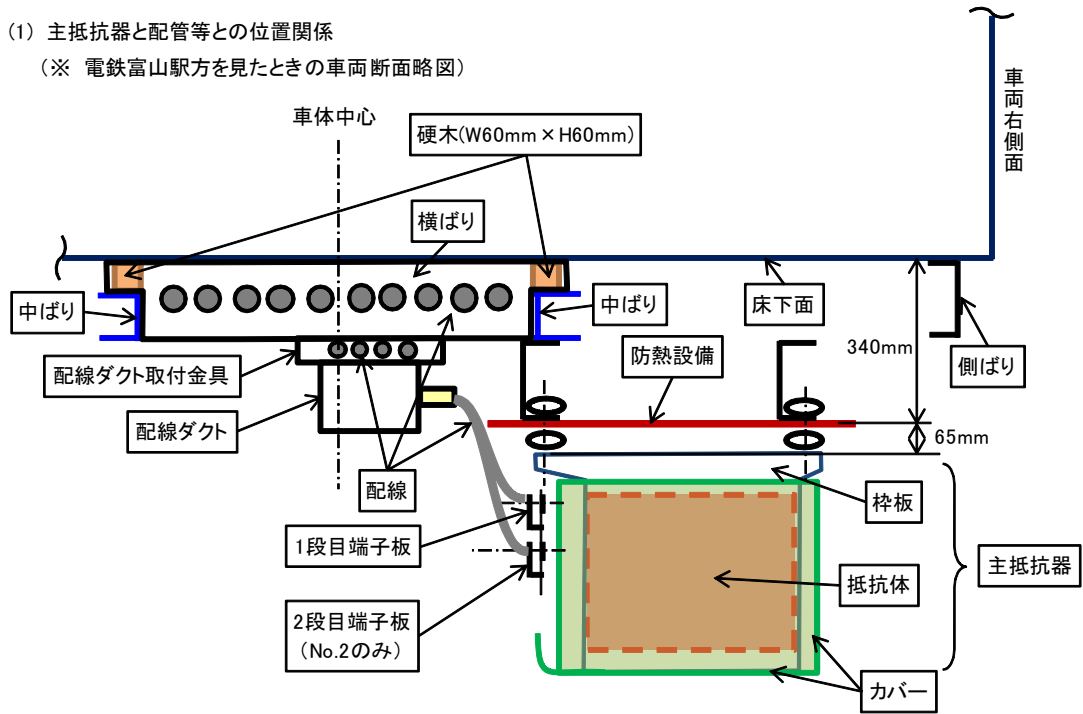 (1) 主抵抗器と配管等との位置関係
(※ 電鉄富山駅方を見たときの車両断面略図)
車体中心
硬木(W60mm×H60mm)
車両右側面
横ばり
中ばり
中ばり
床下面
側ばり
340mm
配線ダクト取付金具
防熱設備
配線ダクト
65mm
配線
枠板
1段目端子板
主抵抗器
抵抗体
2段目端子板
(No.2のみ)
カバー